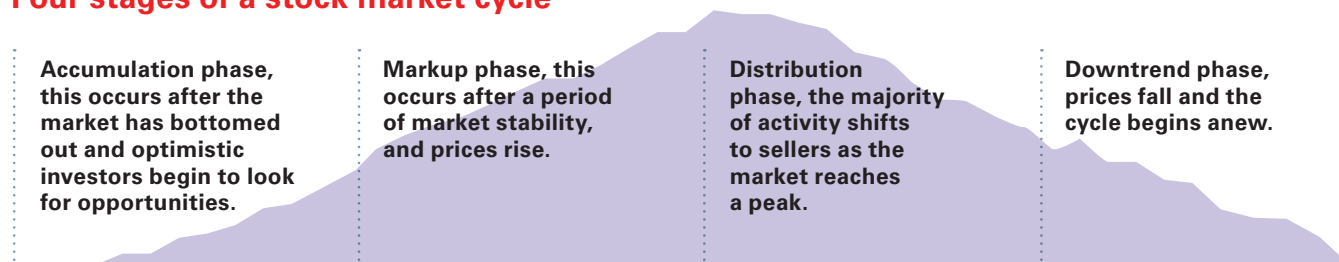 Four stages of a stock market cycle
Accumulation phase,
this occurs after the
market has bottomed
out and optimistic
investors begin to look
for opportunities.
Markup phase, this
occurs after a period
of market stability,
and prices rise.
Distribution
phase, the majority
of activity shifts
to sellers as the
market reaches
a peak.
Downtrend phase,
prices fall and the
cycle begins anew.